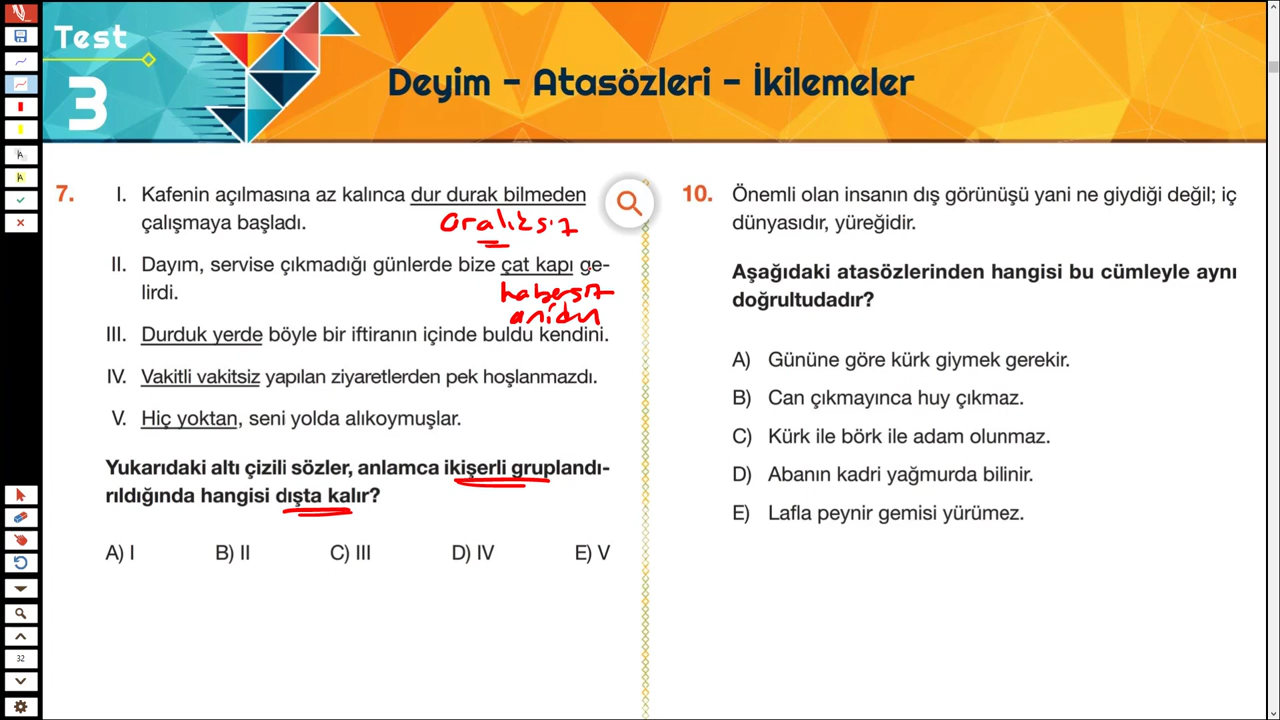 Test
3
Deyim - Atasözleri - İkilemeler
7. I. Kafenin açılmasına az kalınca dur durak bilmeden
çalışmaya başladı.
aralıksız
II. Dayım, servise çıkmadığı günlerde bize çat kapı ge-
lirdi.
habersiz
aniden
III. Durduk yerde böyle bir iftiranın içinde buldu kendini.
IV. Vakitli vakitsiz yapılan ziyaretlerden pek hoşlanmazdı.
V. Hiç yoktan, seni yolda alıkoymuşlar.
Yukarıdaki altı çizili sözler, anlamca ikişerli gruplandı-
rıldığında hangisi dışta kalır?
A) I B) II C) III D) IV E) V
10. Önemli olan insanın dış görünüşü yani ne giydiği değil; iç
dünyasıdır, yüreğidir.
Aşağıdaki atasözlerinden hangisi bu cümleyle aynı
doğrultudadır?
A) Gününe göre kürk giymek gerekir.
B) Can çıkmayınca huy çıkmaz.
C) Kürk ile börk ile adam olunmaz.
D) Abanın kadri yağmurda bilinir.
E) Lafla peynir gemisi yürümez.
A
A
32